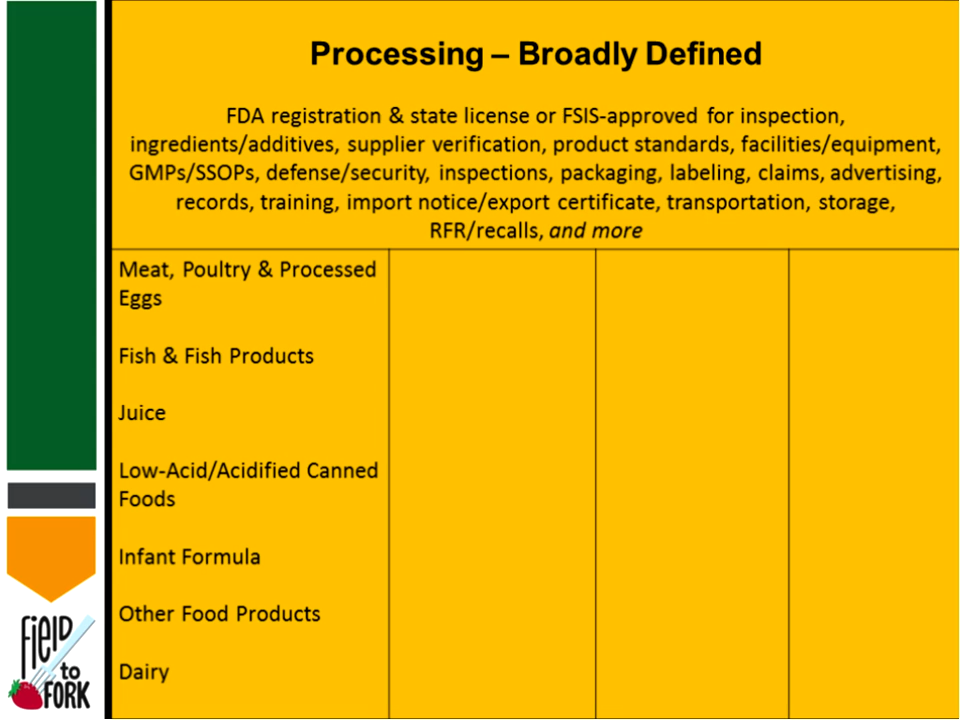 Processing – Broadly Defined
FDA registration & state license or FSIS-approved for inspection,
ingredients/additives, supplier verification, product standards, facilities/equipment,
GMPs/SSOPs, defense/security, inspections, packaging, labeling, claims, advertising,
records, training, import notice/export certificate, transportation, storage,
RFR/recalls, and more
Meat, Poultry & Processed
Eggs
Fish & Fish Products
Juice
Low-Acid/Acidified Canned
Foods
Infant Formula
Other Food Products
Dairy
FiElD
to
FORK